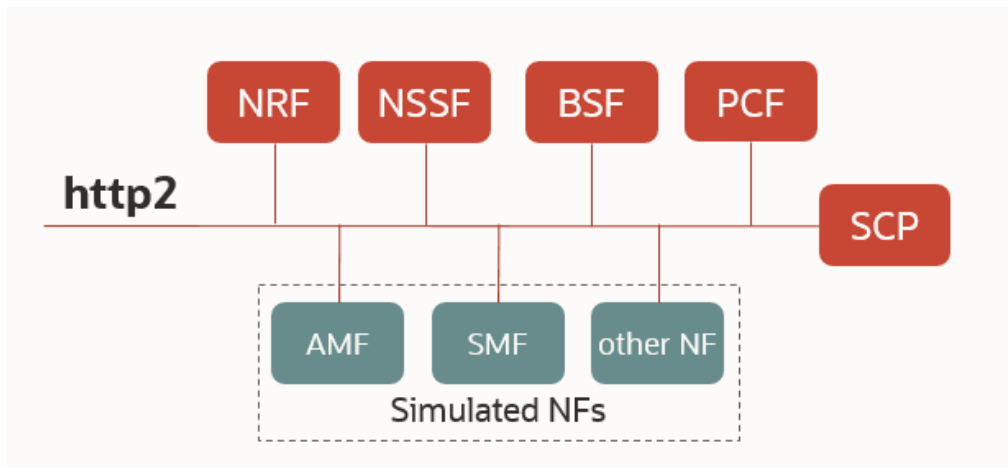 NRF NSSF BSF PCF
http2
SCP
AMF SMF other NF
Simulated NFs